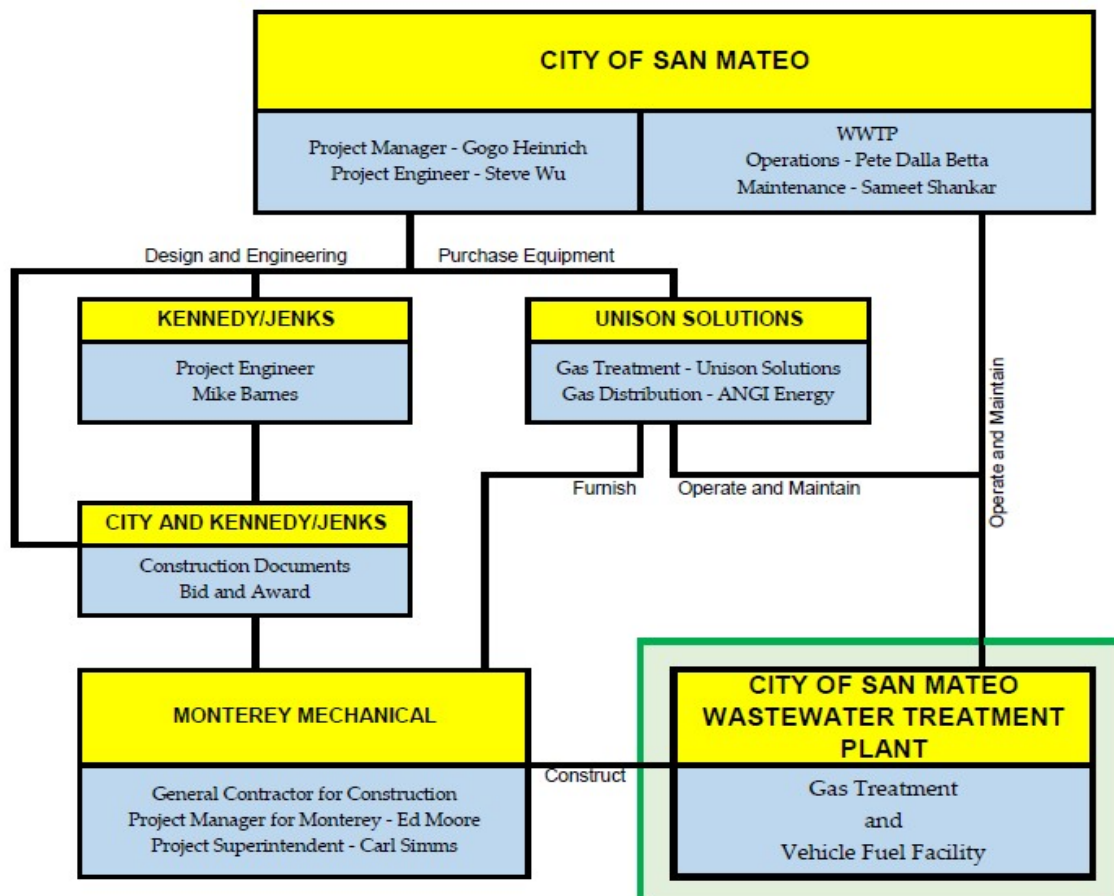 CITY OF SAN MATEO
Project Manager - Gogo Heinrich
Project Engineer - Steve Wu
WWTP
Operations - Pete Dalla Betta
Maintenance - Sameet Shankar
Design and Engineering
Purchase Equipment
KENNEDY/JENKS
Project Engineer
Mike Barnes
UNISON SOLUTIONS
Gas Treatment - Unison Solutions
Gas Distribution - ANGI Energy
Operate and Maintain
Furnish
Operate and Maintain
CITY AND KENNEDY/JENKS
Construction Documents
Bid and Award
MONTEREY MECHANICAL
General Contractor for Construction
Project Manager for Monterey - Ed Moore
Project Superintendent - Carl Simms
Construct
CITY OF SAN MATEO
WASTEWATER TREATMENT
PLANT
Gas Treatment
and
Vehicle Fuel Facility